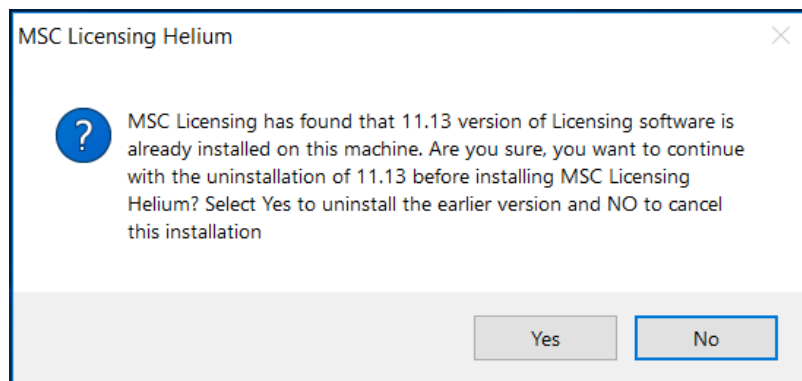 MSC Licensing Helium
MSC Licensing has found that 11.13 version of Licensing software is
already installed on this machine. Are you sure, you want to continue
with the uninstallation of 11.13 before installing MSC Licensing
Helium? Select Yes to uninstall the earlier version and NO to cancel
this installation
Yes
No